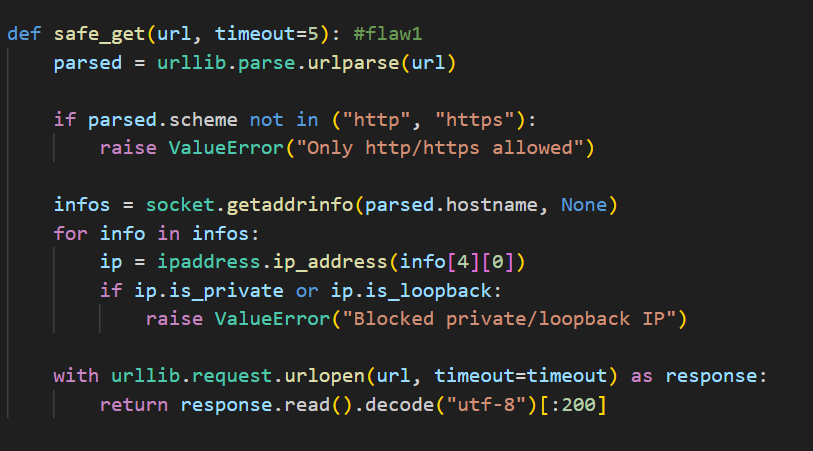 def safe_get(url, timeout=5): #flaw1
    parsed = urllib.parse.urlparse(url)

    if parsed.scheme not in ("http", "https"):
        raise ValueError("Only http/https allowed")

    infos = socket.getaddrinfo(parsed.hostname, None)
    for info in infos:
        ip = ipaddress.ip_address(info[4][0])
        if ip.is_private or ip.is_loopback:
            raise ValueError("Blocked private/loopback IP")

    with urllib.request.urlopen(url, timeout=timeout) as response:
        return response.read().decode("utf-8")[:200]